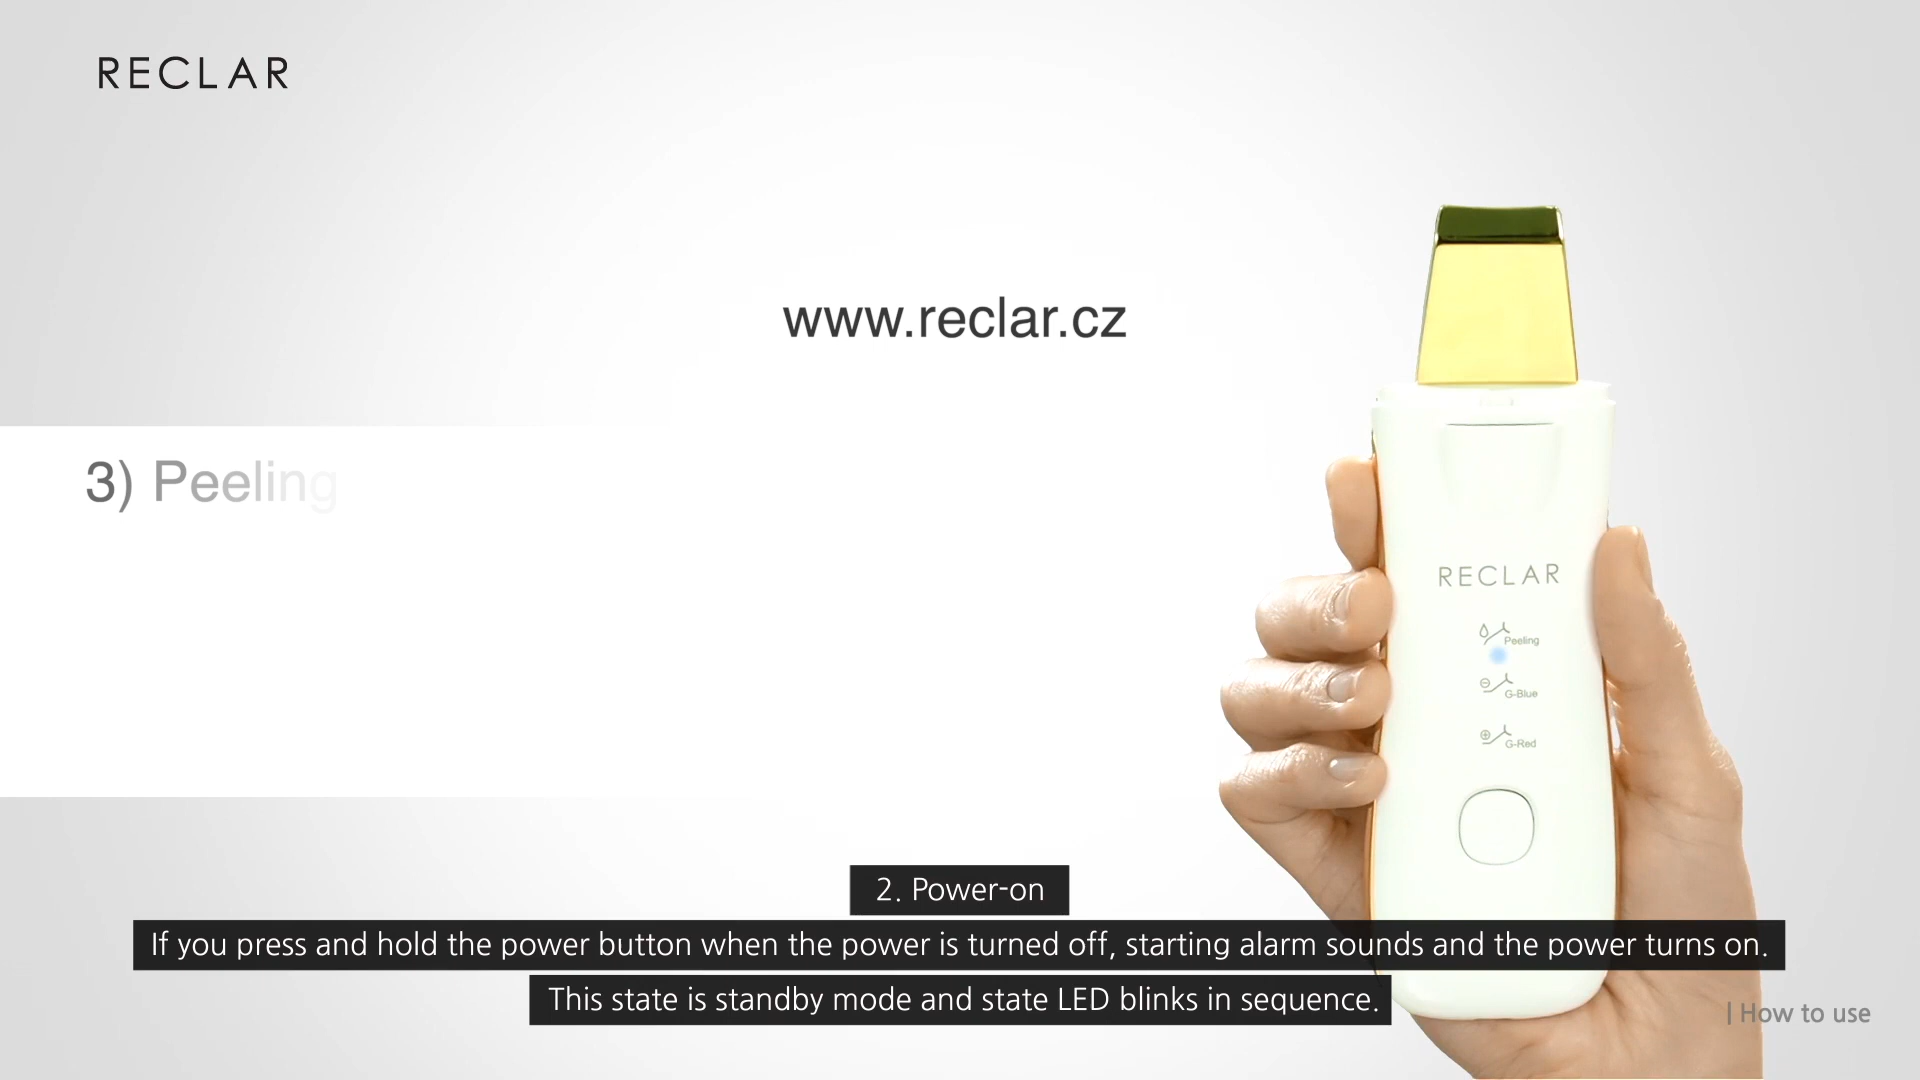 RECLAR
www.reclar.cz
3) Peeling
RECLAR
Peeling
G-Blue
G-Red
2. Power-on
If you press and hold the power button when the power is turned off, starting alarm sounds and the power turns on.
This state is standby mode and state LED blinks in sequence.
| How to use